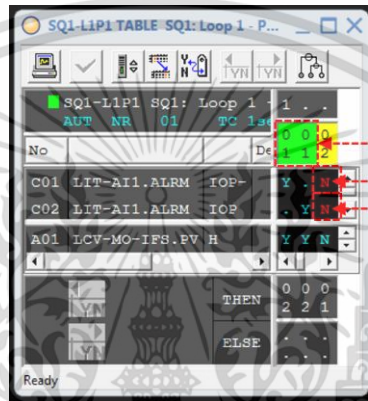 SQ1-L1P1 TABLE SQ1: Loop 1 - P...
SQ1-L1P1 SQ1: Loop 1 - 1 . .
AUT NR 01 TC 1se
0 0 0
No De 1 1 2
C01 LIT-AI1.ALRM IOP- Y . N
C02 LIT-AI1.ALRM IOP . Y N
A01 LCV-MO-IFS.PV H Y Y N
THEN 0 0 0
2 2 1
ELSE . . .
Ready